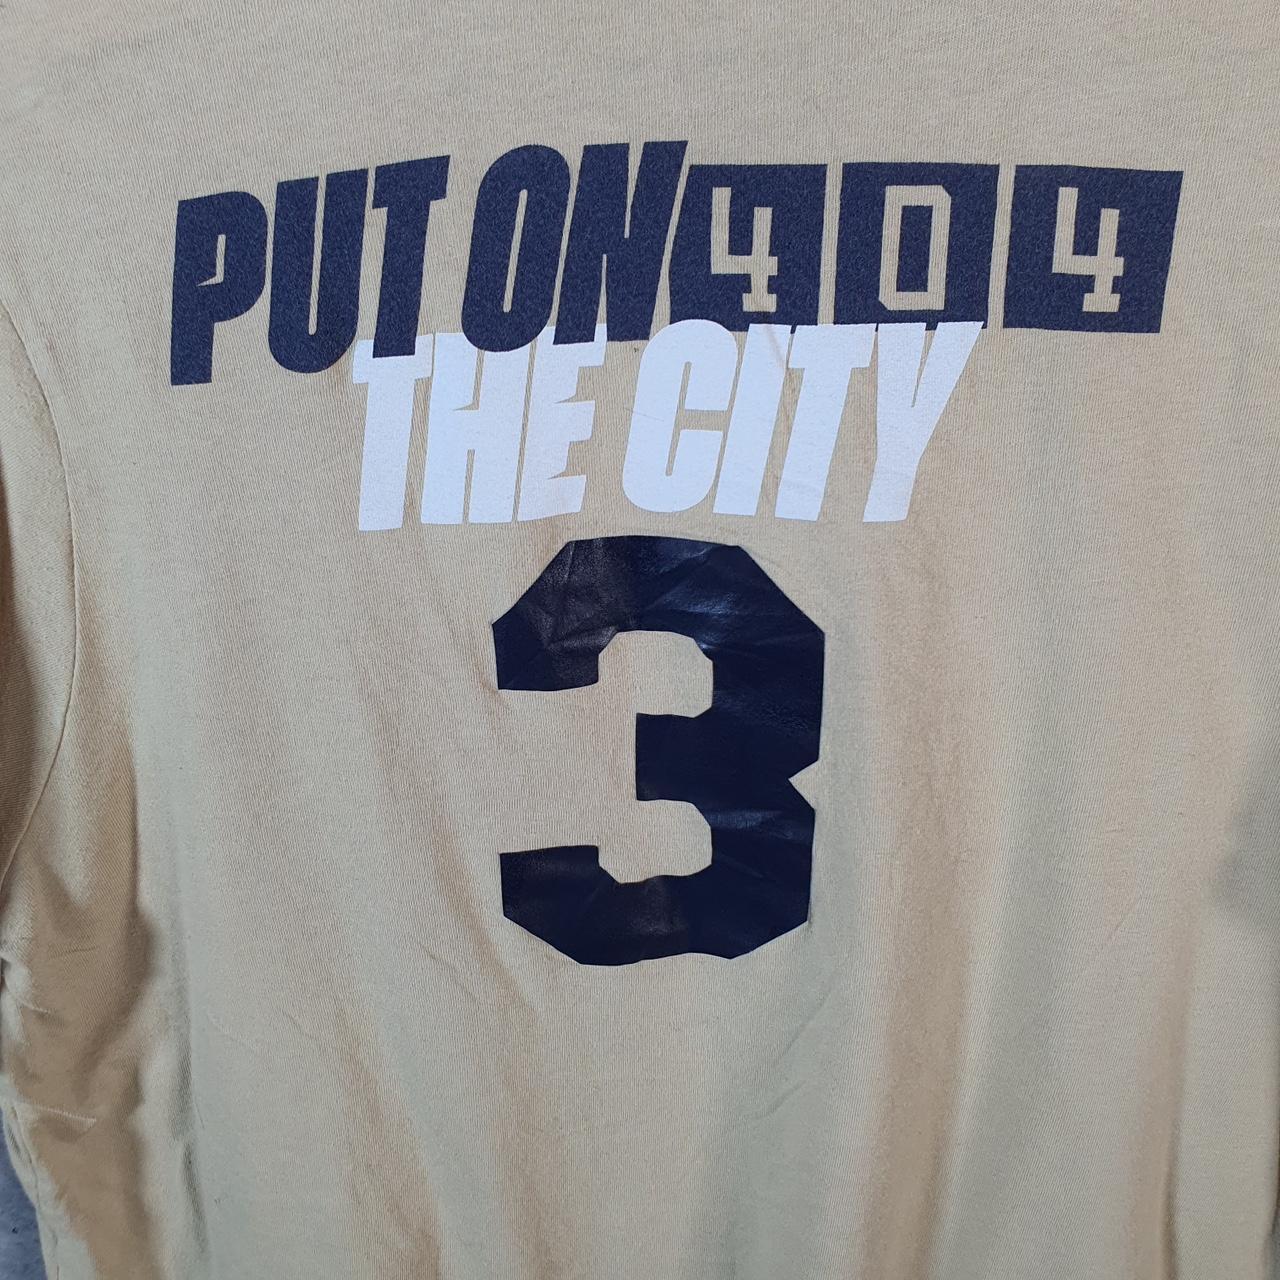 PUT ON 404
THE CITY
3